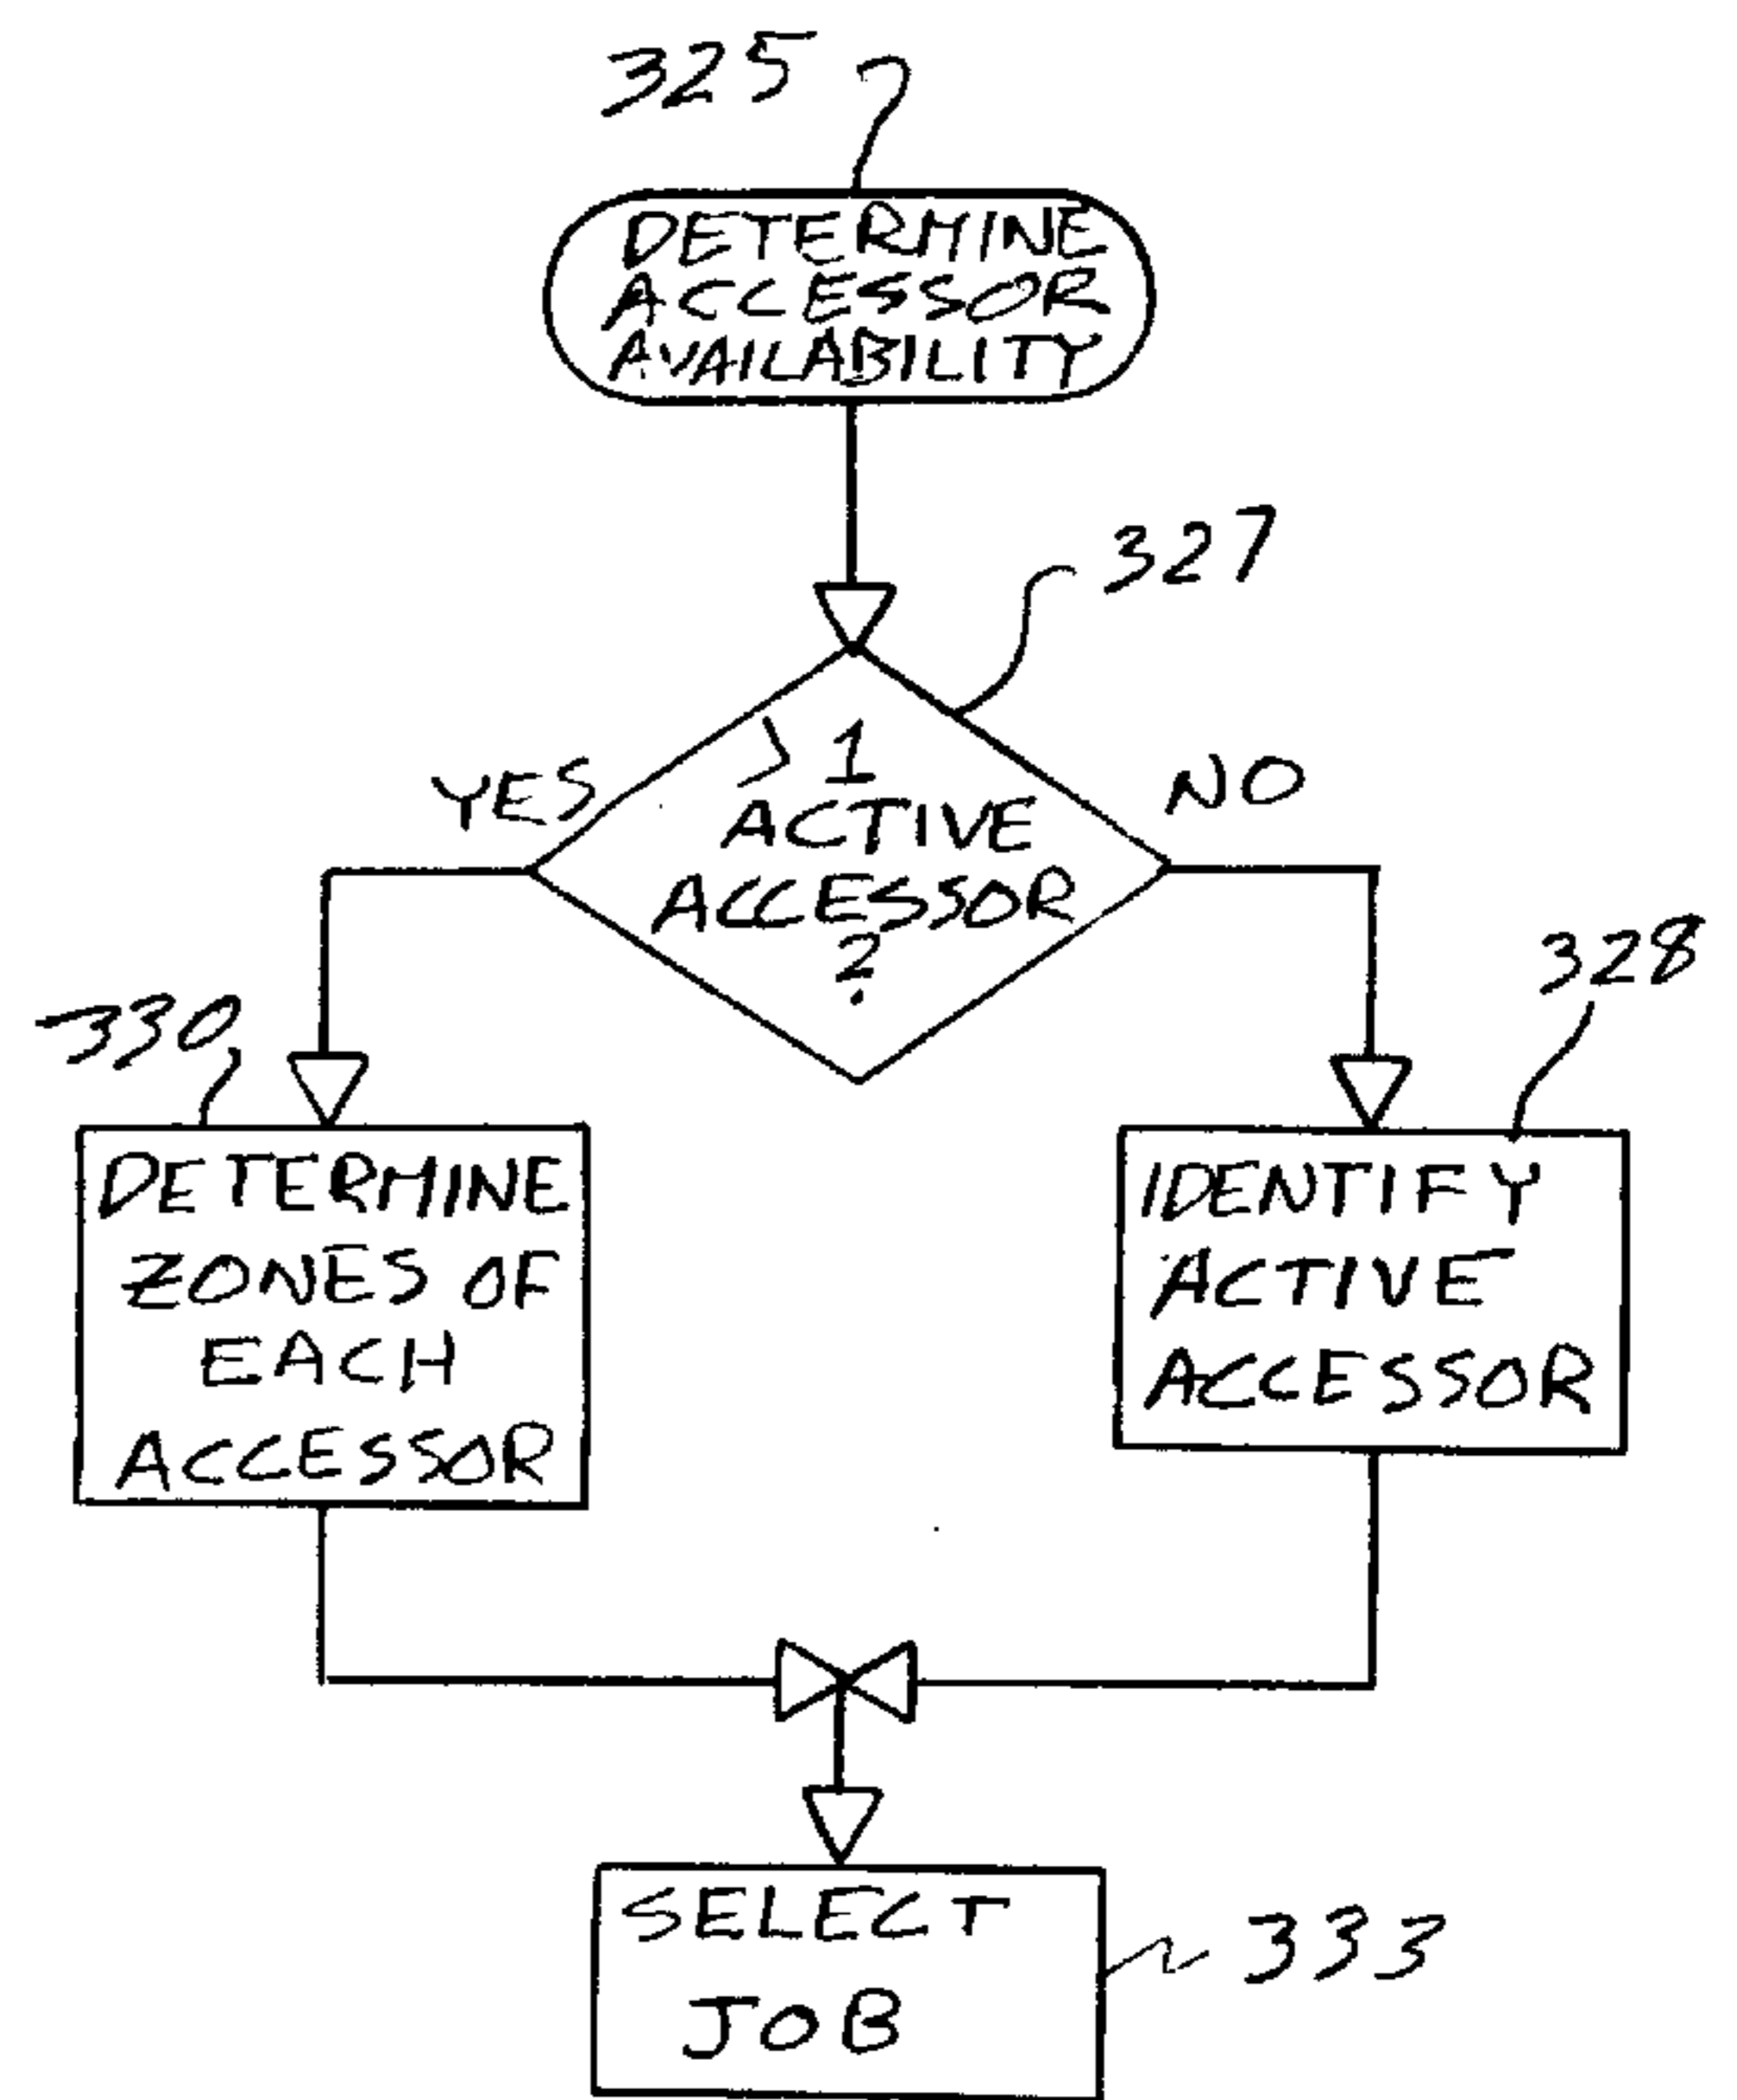 325
DETERMINE
ACCESSOR
AVAILABILITY
327
> 1
ACTIVE
ACCESSOR
?
YES
NO
330
328
DETERMINE
ZONES OF
EACH
ACCESSOR
IDENTIFY
ACTIVE
ACCESSOR
SELECT
JOB
333